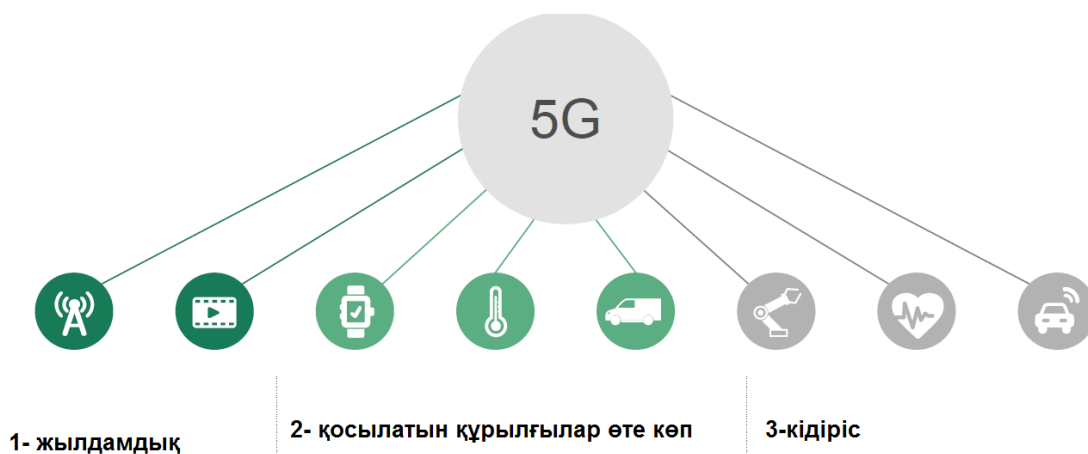 5G
1- жылдамдық
2- қосылатын құрылғылар өте көп
3-кідіріс